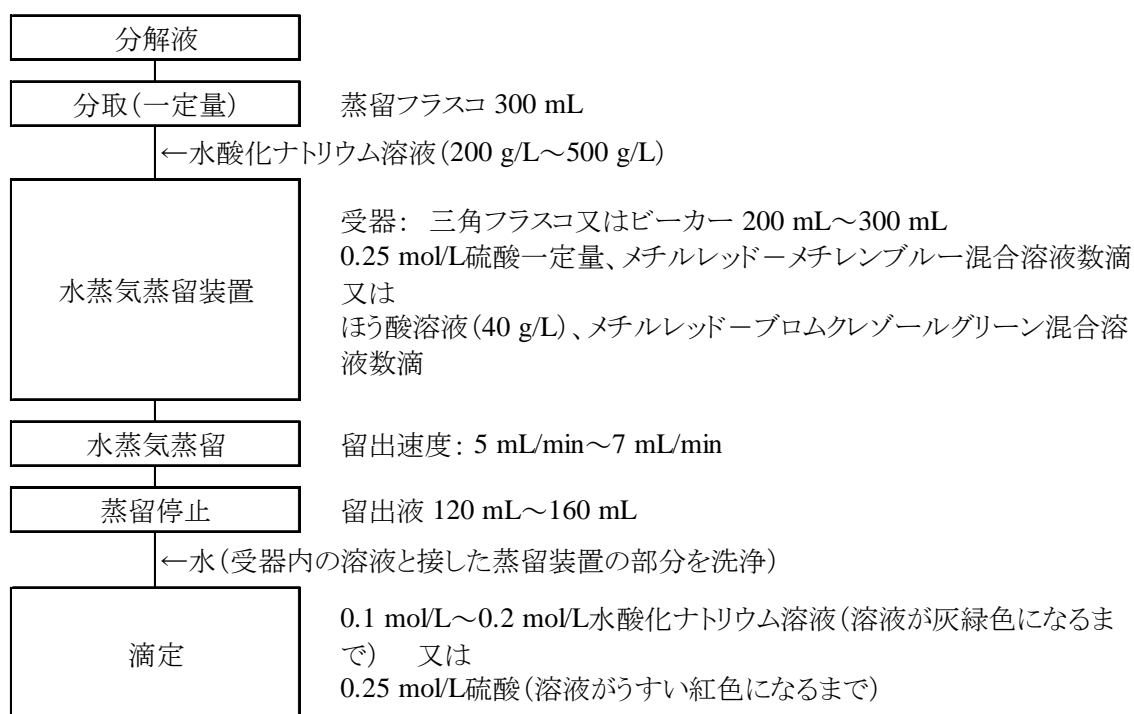 分解液
分取(一定量)
蒸留フラスコ 300 mL
←水酸化ナトリウム溶液(200 g/L～500 g/L)
水蒸気蒸留装置
受器: 三角フラスコ又はビーカー 200 mL～300 mL
0.25 mol/L硫酸一定量、メチルレッド－メチレンブルー混合溶液数滴
又は
ほう酸溶液(40 g/L)、メチルレッド－ブロムクレゾールグリーン混合溶
液数滴
水蒸気蒸留
留出速度: 5 mL/min～7 mL/min
蒸留停止
留出液 120 mL～160 mL
←水(受器内の溶液と接した蒸留装置の部分を洗浄)
滴定
0.1 mol/L～0.2 mol/L水酸化ナトリウム溶液(溶液が灰緑色になるま
で) 又は
0.25 mol/L硫酸(溶液がうすい紅色になるまで)